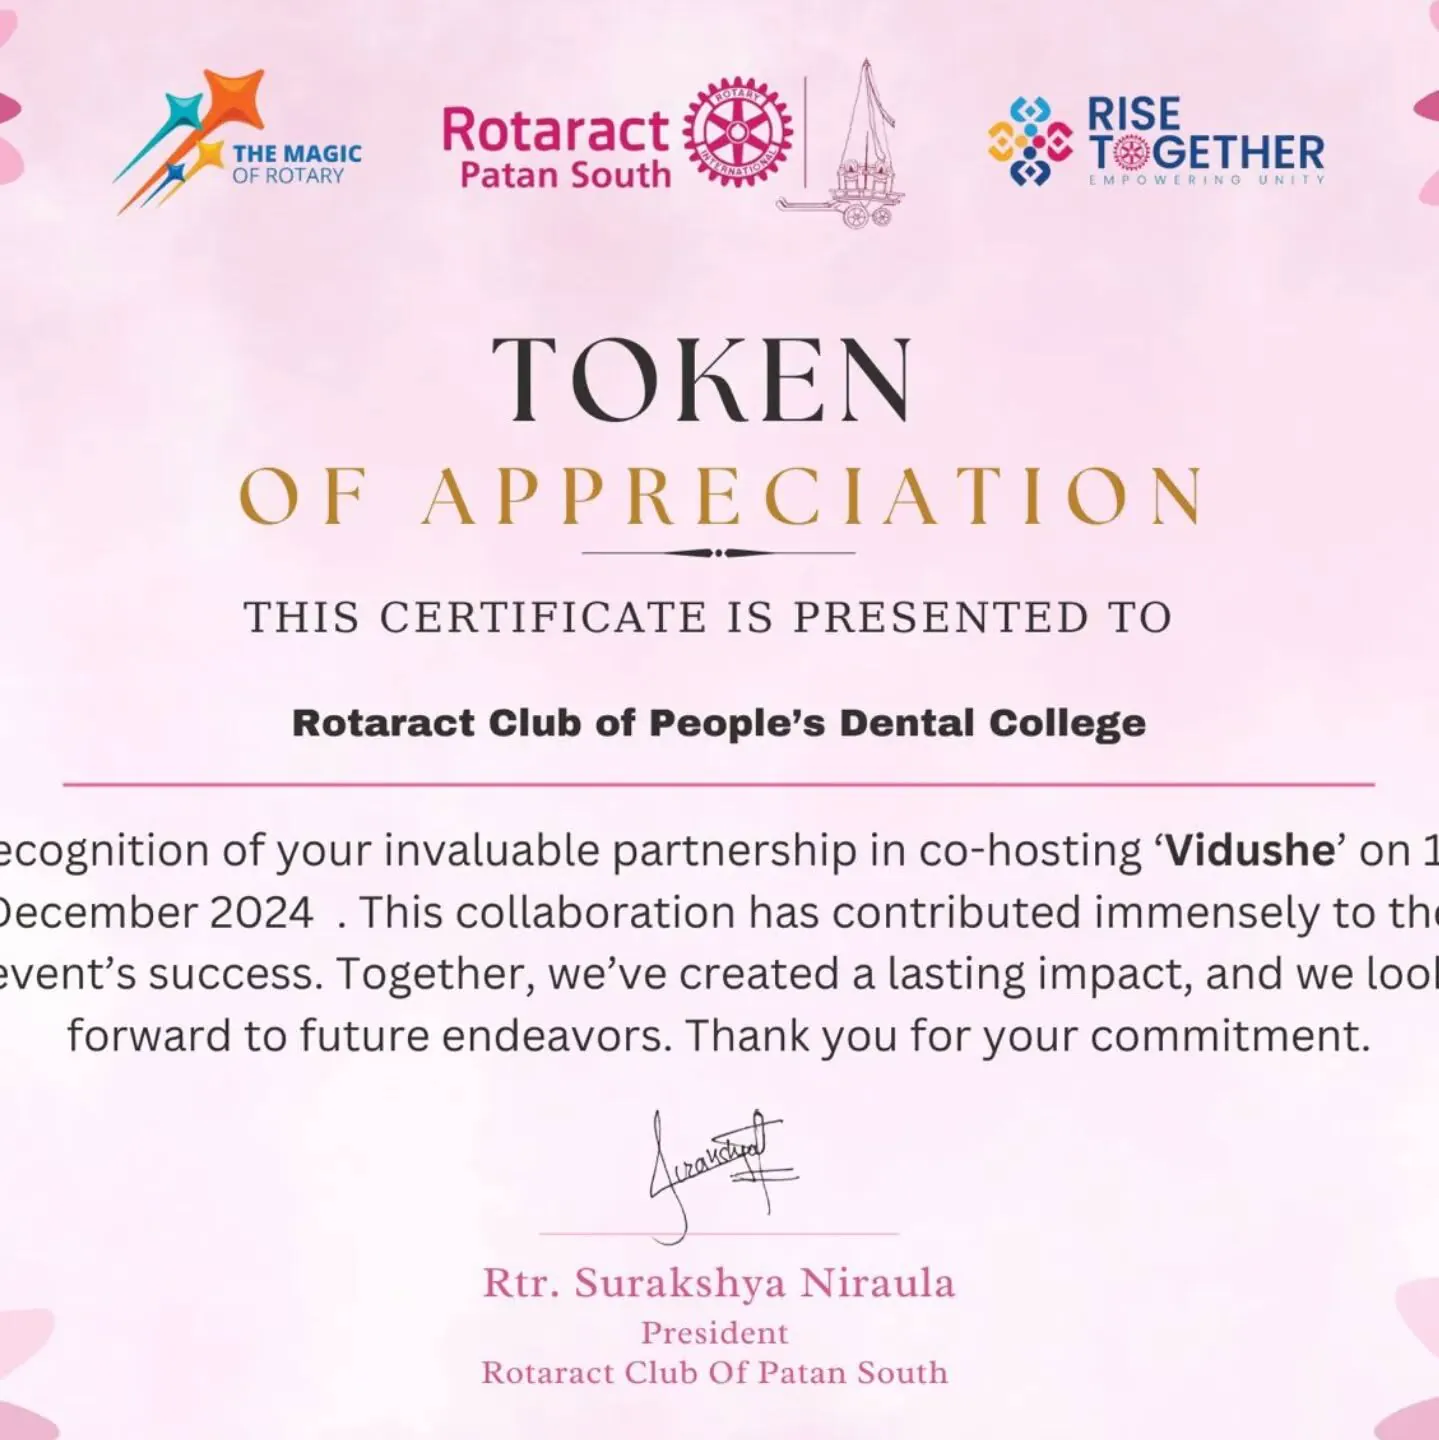 THE MAGIC
OF ROTARY
Rotaract
Patan South
ROTARY
INTERNATIONAL
RISE
TOGETHER
EMPOWERING UNITY
TOKEN
OF APPRECIATION
THIS CERTIFICATE IS PRESENTED TO
Rotaract Club of People’s Dental College
ecognition of your invaluable partnership in co-hosting ‘Vidushe’ on 1
December 2024 . This collaboration has contributed immensely to the
event’s success. Together, we’ve created a lasting impact, and we look
forward to future endeavors. Thank you for your commitment.
Surakshya
Rtr. Surakshya Niraula
President
Rotaract Club Of Patan South